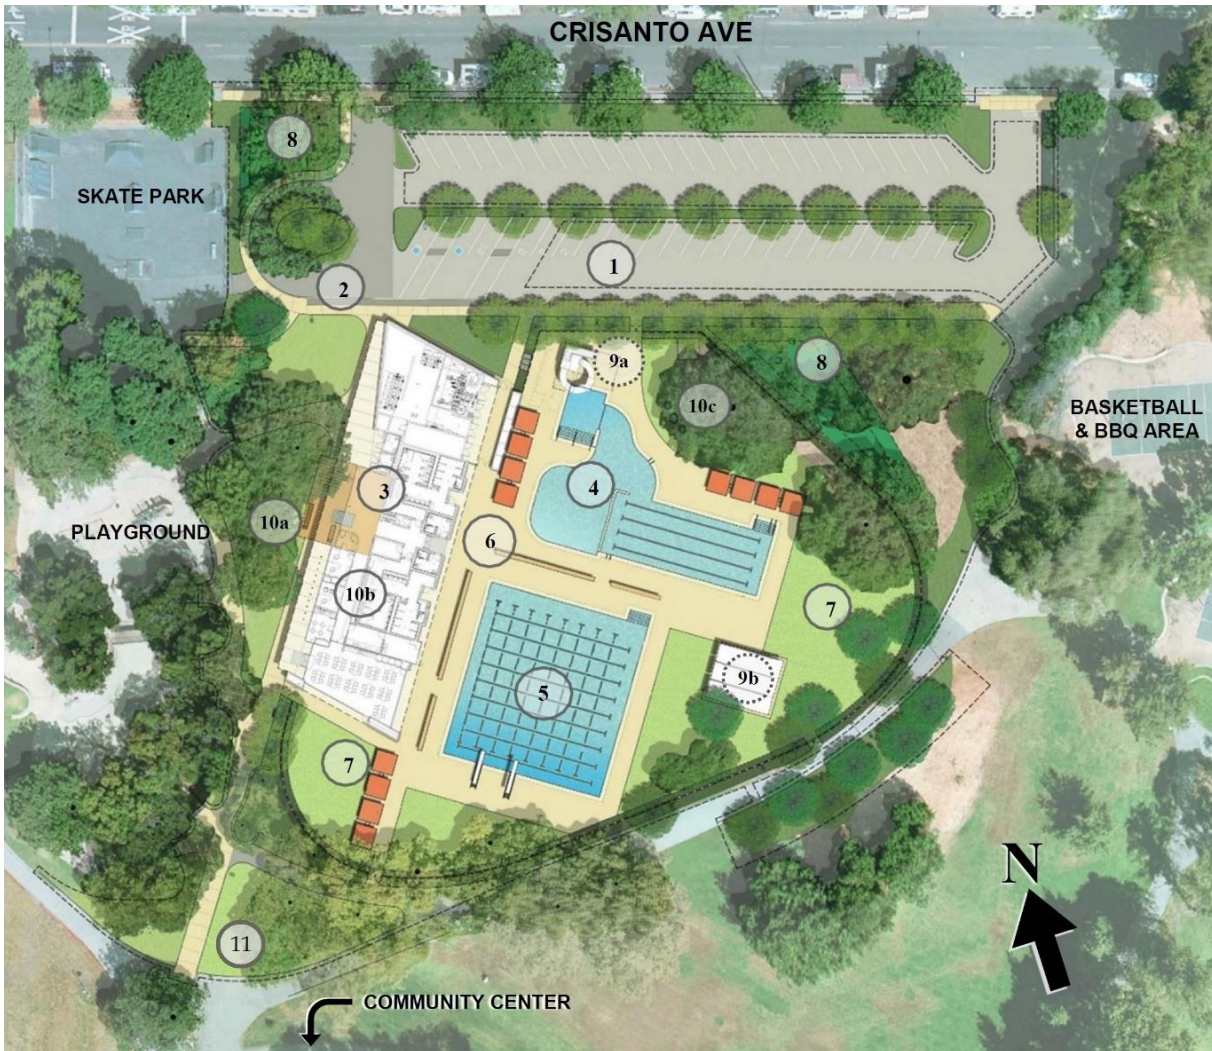 CRISANTO AVE
8
SKATE PARK
1
2
9a
8
10c
BASKETBALL
& BBQ AREA
3
4
10a
PLAYGROUND
6
10b
7
9b
5
7
N
11
COMMUNITY CENTER